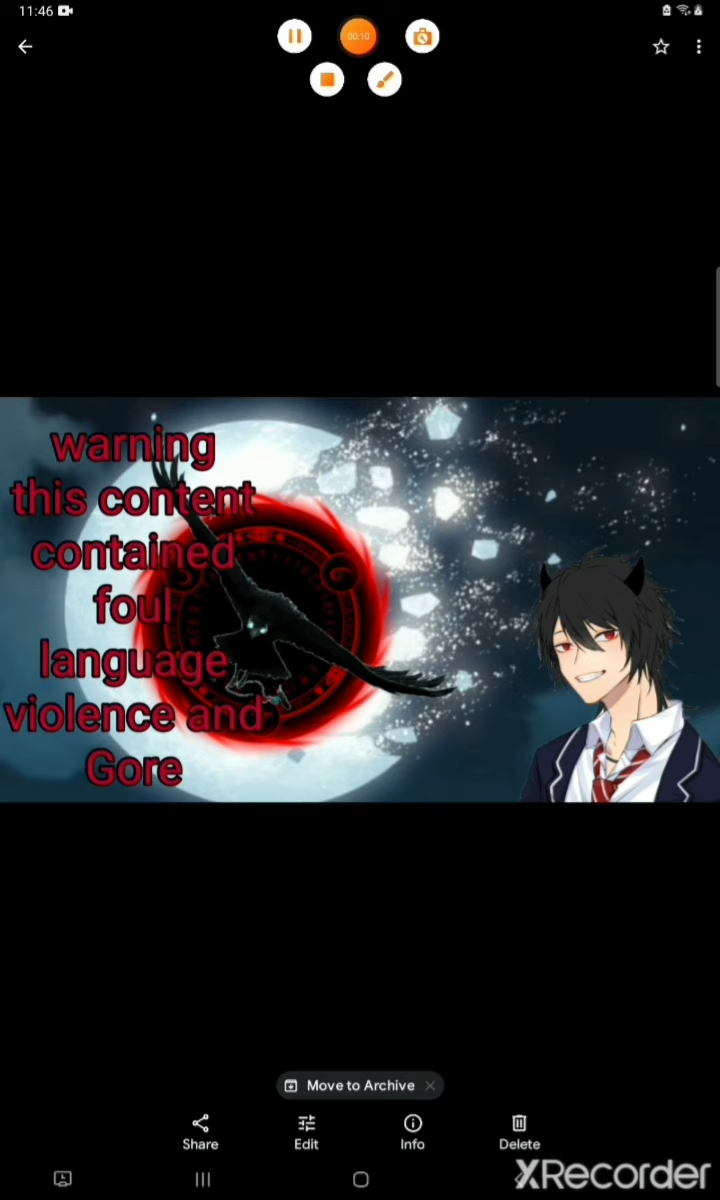 11:46
00:10
warning
this content
contained
foul
language
violence and
Gore
Move to Archive
Share
Edit
Info
Delete
XRecorder